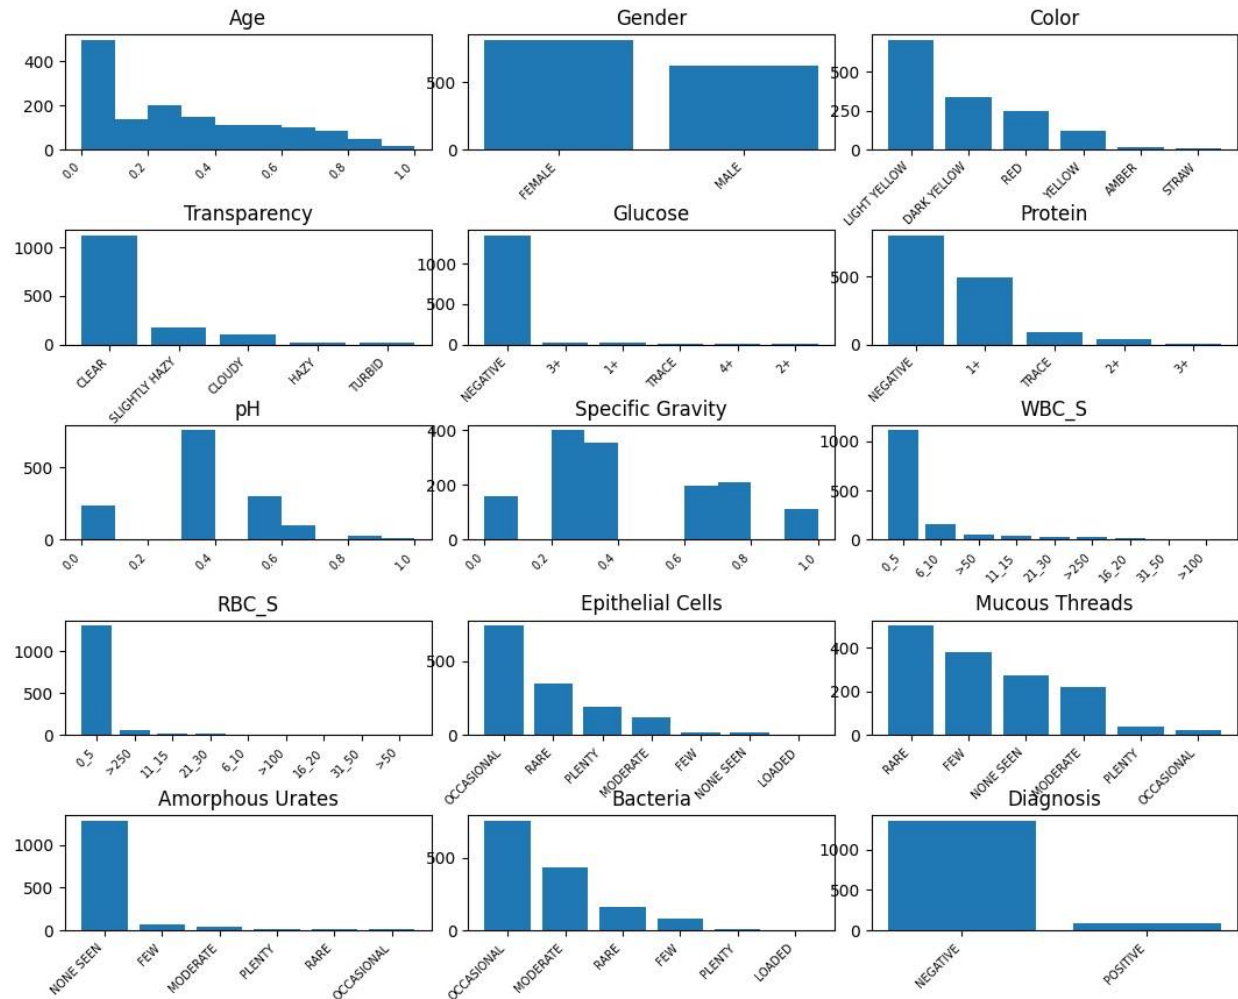 Age
400
200
0
0.0 0.2 0.4 0.6 0.8 1.0
Gender
500
0
FEMALE MALE
Color
500
250
0
LIGHT YELLOW DARK YELLOW RED YELLOW AMBER STRAW
Transparency
1000
500
0
CLEAR SLIGHTLY HAZY CLOUDY HAZY TURBID
Glucose
1000
500
0
NEGATIVE 3+ 1+ TRACE 4+ 2+
Protein
500
0
NEGATIVE 1+ TRACE 2+ 3+
pH
500
0
0.0 0.2 0.4 0.6 0.8 1.0
Specific Gravity
400
200
0
0.0 0.2 0.4 0.6 0.8 1.0
WBC_S
1000
500
0
0_5 6_10 >50 11_15 21_30 >250 16_20 31_50 >100
RBC_S
1000
500
0
0_5 >250 11_15 21_30 6_10 >100 16_20 31_50 >50
Epithelial Cells
500
0
OCCASIONAL RARE PLENTY MODERATE FEW NONE SEEN LOADED
Mucous Threads
400
200
0
RARE FEW NONE SEEN MODERATE PLENTY OCCASIONAL
Amorphous Urates
1000
500
0
NONE SEEN FEW MODERATE PLENTY RARE OCCASIONAL
Bacteria
500
0
OCCASIONAL MODERATE RARE FEW PLENTY LOADED
Diagnosis
1000
500
0
NEGATIVE POSITIVE